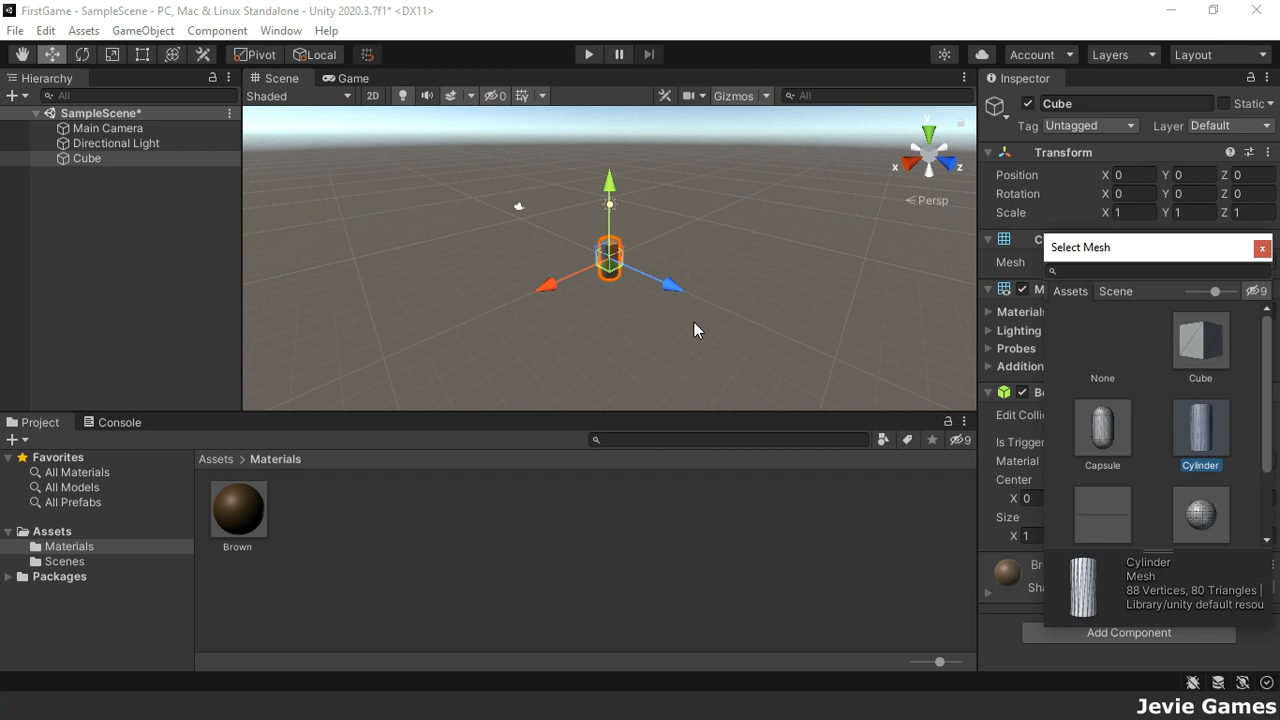 FirstGame - SampleScene - PC, Mac & Linux Standalone - Unity 2020.3.7f1* <DX11>
File Edit Assets GameObject Component Window Help
Pivot Local Account Layers Layout
Hierarchy
All
SampleScene*
Main Camera
Directional Light
Cube
Scene Game
Shaded 2D 0 Gizmos All
y
x z
Persp
Inspector
Cube Static
Tag Untagged Layer Default
Transform
Position X 0 Y 0 Z 0
Rotation X 0 Y 0 Z 0
Scale X 1 Y 1 Z 1
C
Mesh
M
Materials
Lighting
Probes
Addition
Bo
Edit Collid
Is Trigger
Material
Center
X 0
Size
X 1
Br
Sha
Add Component
Select Mesh
Assets Scene 9
None Cube
Capsule Cylinder
Cylinder
Mesh
88 Vertices, 80 Triangles |
Library/unity default resou
Project Console
9
Favorites
All Materials
All Models
All Prefabs
Assets
Materials
Scenes
Packages
Assets > Materials
Brown
Jevie Games